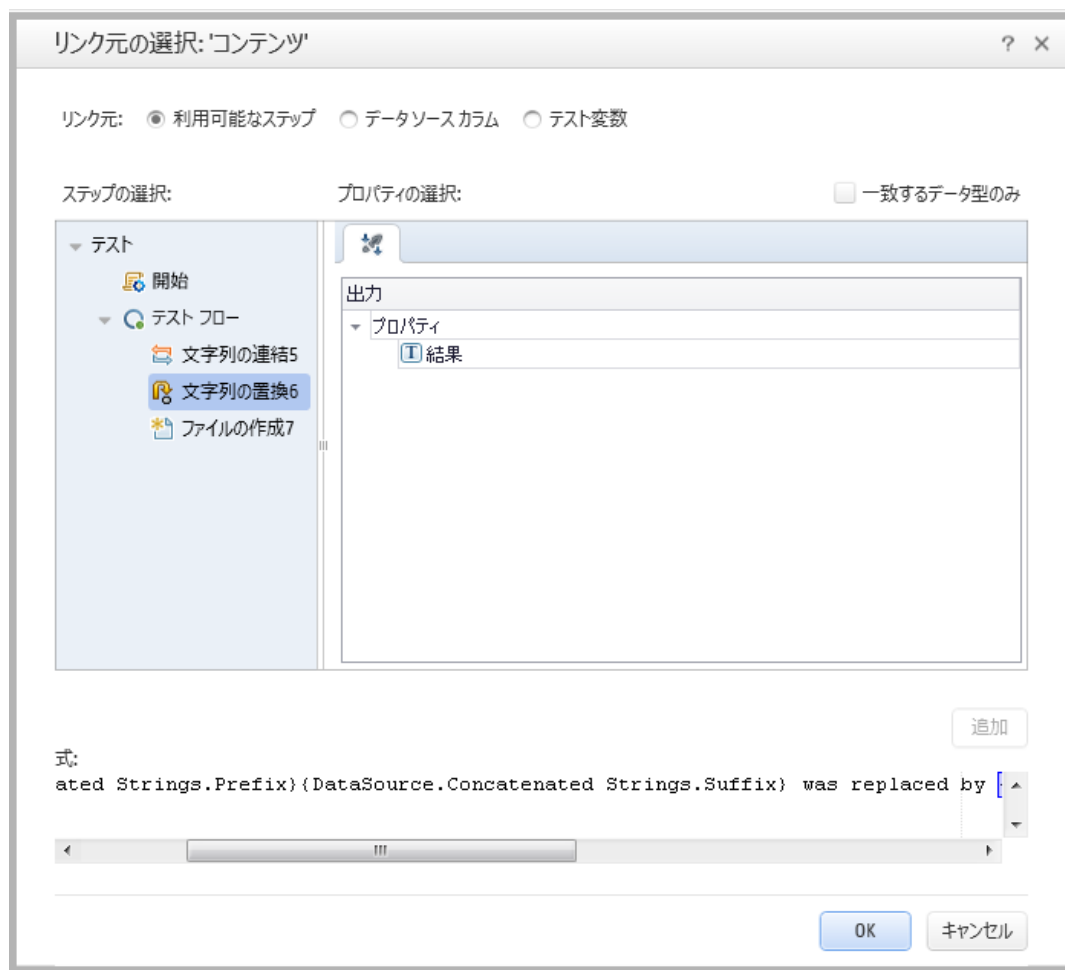 リンク元の選択: 'コンテンツ'
リンク元: 利用可能なステップ データ ソース カラム テスト変数
ステップの選択: プロパティの選択: 一致するデータ型のみ
テスト
開始
テスト フロー
文字列の連結5
文字列の置換6
ファイルの作成7
出力
プロパティ
T 結果
追加
式:
ated Strings.Prefix}{DataSource.Concatenated Strings.Suffix} was replaced by {
OK キャンセル